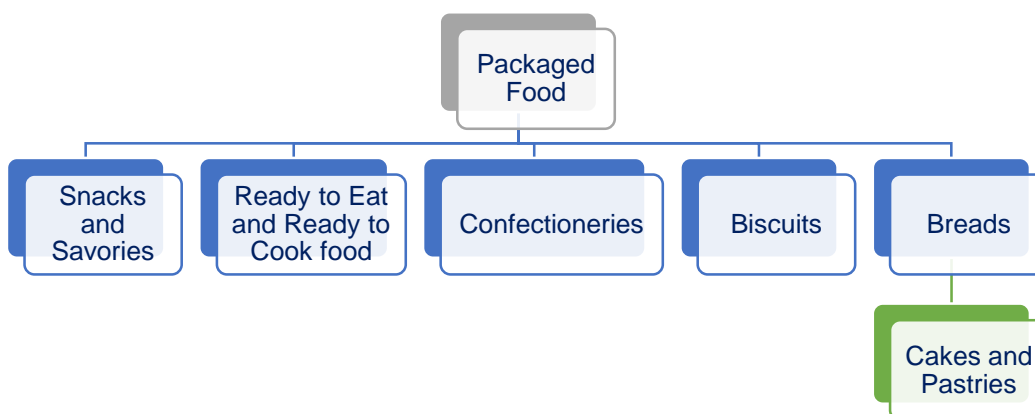 Packaged
Food
Snacks
and
Savories
Ready to Eat
and Ready to
Cook food
Confectioneries
Biscuits
Breads
Cakes and
Pastries